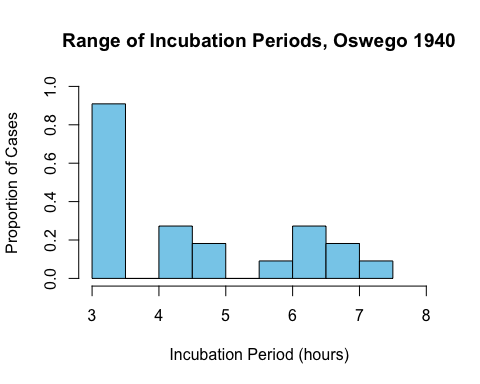 Range of Incubation Periods, Oswego 1940
Proportion of Cases
1.0
0.8
0.6
0.4
0.2
0.0
3 4 5 6 7 8
Incubation Period (hours)